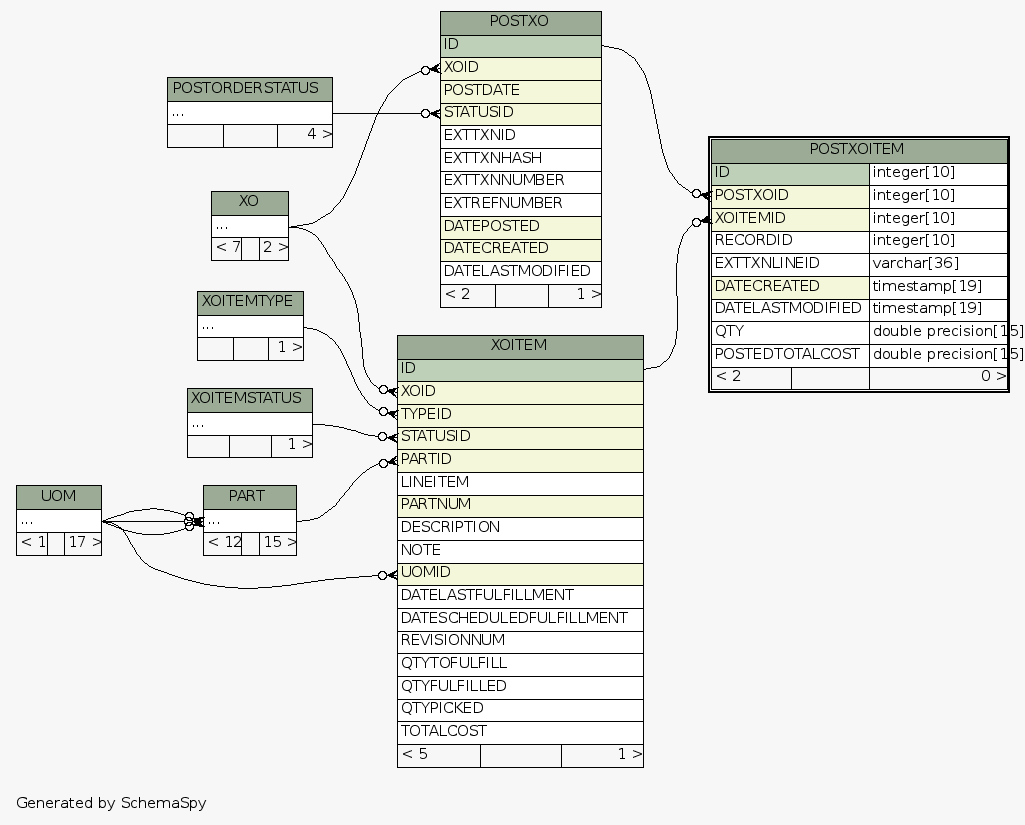 POSTXO
ID
XOID
POSTDATE
STATUSID
EXTTXNID
EXTTXNHASH
EXTTXNNUMBER
EXTREFNUMBER
DATEPOSTED
DATECREATED
DATELASTMODIFIED
< 2 1 >
POSTORDERSTATUS
...
4 >
XO
...
< 7 2 >
XOITEMTYPE
...
1 >
XOITEMSTATUS
...
1 >
UOM
...
< 1 17 >
PART
...
< 12 15 >
XOITEM
ID
XOID
TYPEID
STATUSID
PARTID
LINEITEM
PARTNUM
DESCRIPTION
NOTE
UOMID
DATELASTFULFILLMENT
DATESCHEDULEDFULFILLMENT
REVISIONNUM
QTYTOFULFILL
QTYFULFILLED
QTYPICKED
TOTALCOST
< 5 1 >
POSTXOITEM
ID integer[10]
POSTXOID integer[10]
XOITEMID integer[10]
RECORDID integer[10]
EXTTXNLINEID varchar[36]
DATECREATED timestamp[19]
DATELASTMODIFIED timestamp[19]
QTY double precision[15]
POSTEDTOTALCOST double precision[15]
< 2 0 >
Generated by SchemaSpy